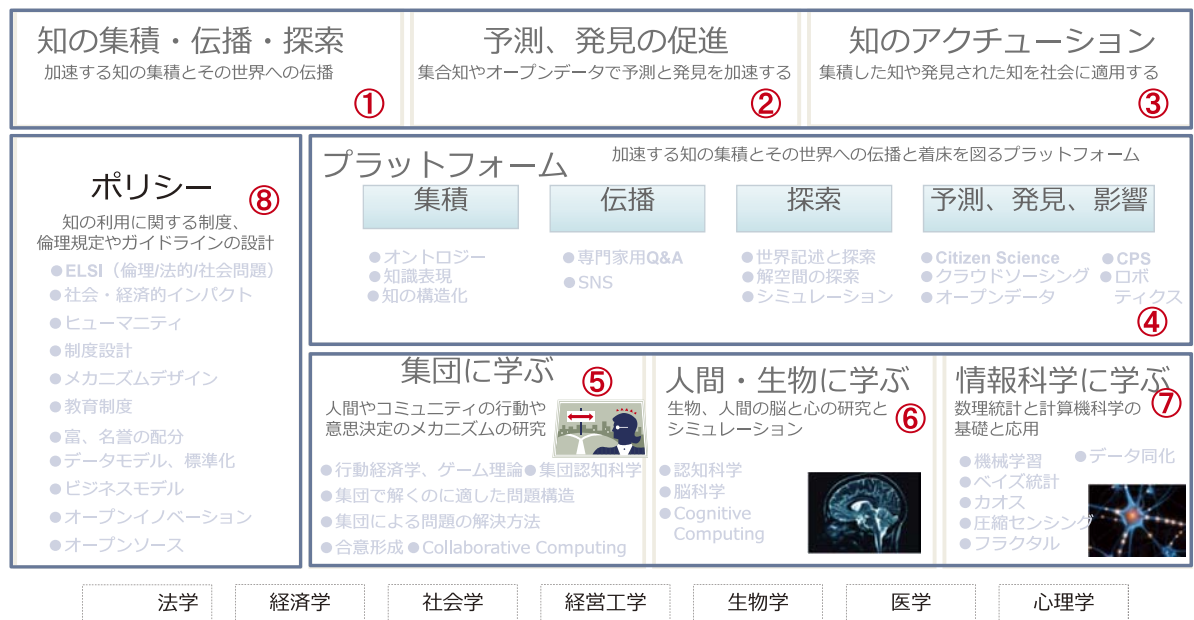 知の集積・伝播・探索
加速する知の集積とその世界への伝播
①
予測、発見の促進
集合知やオープンデータで予測と発見を加速する
②
知のアクチューション
集積した知や発見された知を社会に適用する
③
ポリシー
⑧
知の利用に関する制度、
倫理規定やガイドラインの設計
●ELSI（倫理/法的/社会問題）
●社会・経済的インパクト
●ヒューマニティ
●制度設計
●メカニズムデザイン
●教育制度
●富、名誉の配分
●データモデル、標準化
●ビジネスモデル
●オープンイノベーション
●オープンソース
プラットフォーム
加速する知の集積とその世界への伝播と着床を図るプラットフォーム
集積
●オントロジー
●知識表現
●知の構造化
伝播
●専門家用Q&A
●SNS
探索
●世界記述と探索
●解空間の探索
●シミュレーション
予測、発見、影響
●Citizen Science
●クラウドソーシング
●オープンデータ
●CPS
●ロボ
ティクス
④
集団に学ぶ
⑤
人間やコミュニティの行動や
意思決定のメカニズムの研究
●行動経済学、ゲーム理論●集団認知科学
●集団で解くのに適した問題構造
●集団による問題の解決方法
●合意形成●Collaborative Computing
人間・生物に学ぶ
生物、人間の脳と心の研究と
シミュレーション
⑥
●認知科学
●脳科学
●Cognitive
Computing
情報科学に学ぶ
⑦
数理統計と計算機科学の
基礎と応用
●機械学習
●ベイズ統計
●カオス
●圧縮センシング
●フラクタル
●データ同化
法学
経済学
社会学
経営工学
生物学
医学
心理学